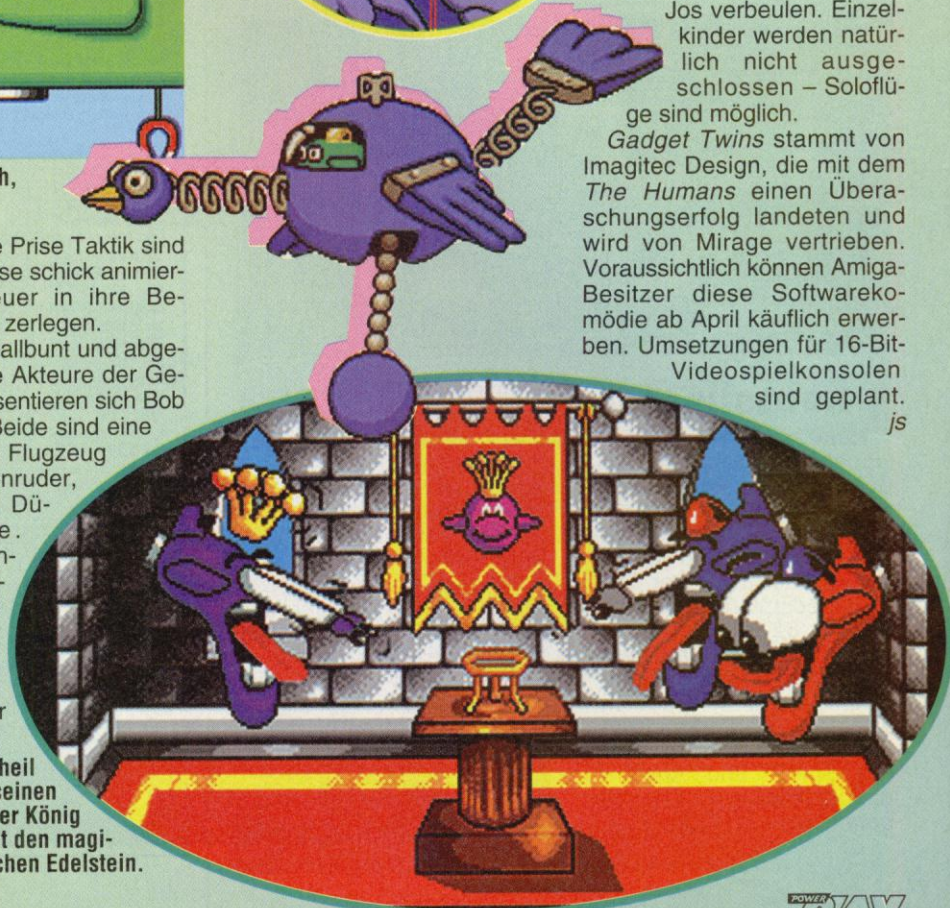 h,
e Prise Taktik sind
se schick animier-
euer in ihre Be-
zerlegen.
allbunt und abge-
e Akteure der Ge-
sentieren sich Bob
Beide sind eine
Flugzeug
nruder,
Dü-
e.
n-
-
r
heil
seinen
er König
t den magi-
chen Edelstein.
Jos verbeulen. Einzel-
kinder werden natür-
lich nicht ausge-
schlossen – Soloflü-
ge sind möglich.
Gadget Twins stammt von
Imagitec Design, die mit dem
The Humans einen Übera-
schungserfolg landeten und
wird von Mirage vertrieben.
Voraussichtlich können Amiga-
Besitzer diese Softwareko-
mödie ab April käuflich erwer-
ben. Umsetzungen für 16-Bit-
Videospielkonsolen
sind geplant.
js
POWER